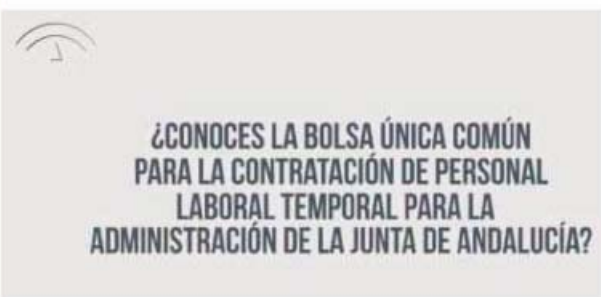 ¿CONOCES LA BOLSA ÚNICA COMÚN
PARA LA CONTRATACIÓN DE PERSONAL
LABORAL TEMPORAL PARA LA
ADMINISTRACIÓN DE LA JUNTA DE ANDALUCÍA?